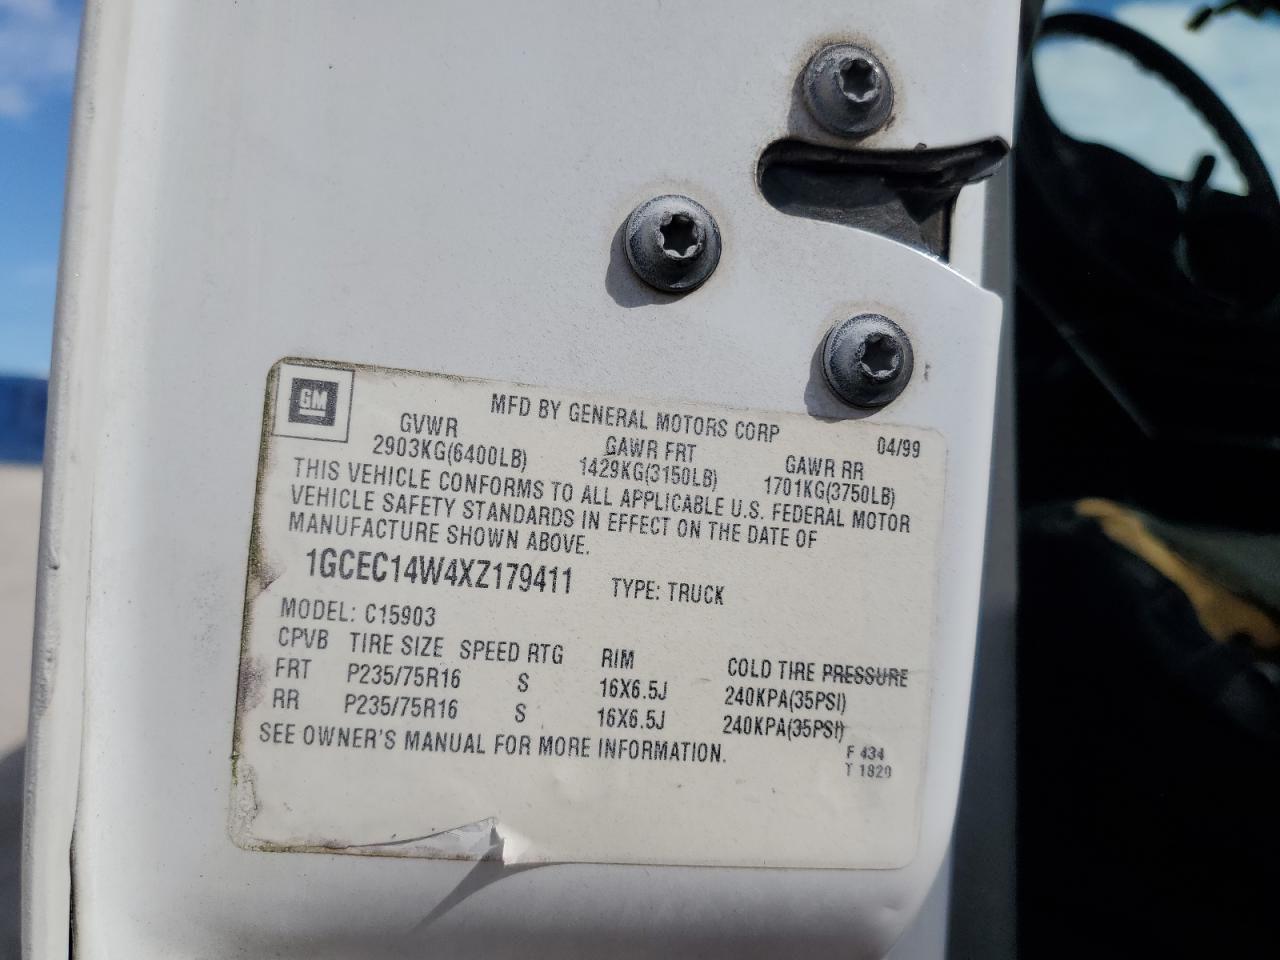 GM
MFD BY GENERAL MOTORS CORP
04/99
GVWR GAWR FRT GAWR RR
2903KG(6400LB) 1429KG(3150LB) 1701KG(3750LB)
THIS VEHICLE CONFORMS TO ALL APPLICABLE U.S. FEDERAL MOTOR
VEHICLE SAFETY STANDARDS IN EFFECT ON THE DATE OF
MANUFACTURE SHOWN ABOVE.
1GCEC14W4XZ179411 TYPE: TRUCK
MODEL: C15903
CPVB TIRE SIZE SPEED RTG RIM COLD TIRE PRESSURE
FRT P235/75R16 S 16X6.5J 240KPA(35PSI)
RR P235/75R16 S 16X6.5J 240KPA(35PSI)
SEE OWNER'S MANUAL FOR MORE INFORMATION.
F 434
T 1829